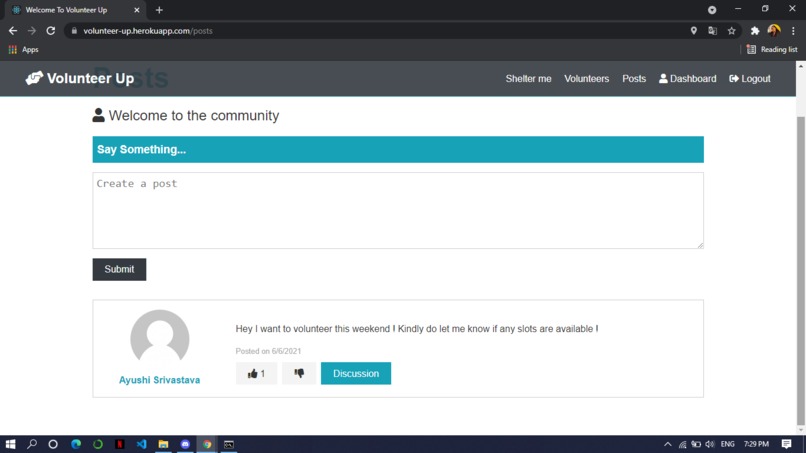 Welcome To Volunteer Up
volunteer-up.herokuapp.com/posts
Apps
Reading list
Posts
Volunteer Up
Shelter me
Volunteers
Posts
Dashboard
Logout
Welcome to the community
Say Something...
Create a post
Submit
Hey I want to volunteer this weekend ! Kindly do let me know if any slots are available !
Posted on 6/6/2021
Ayushi Srivastava
1
Discussion
ENG
7:29 PM